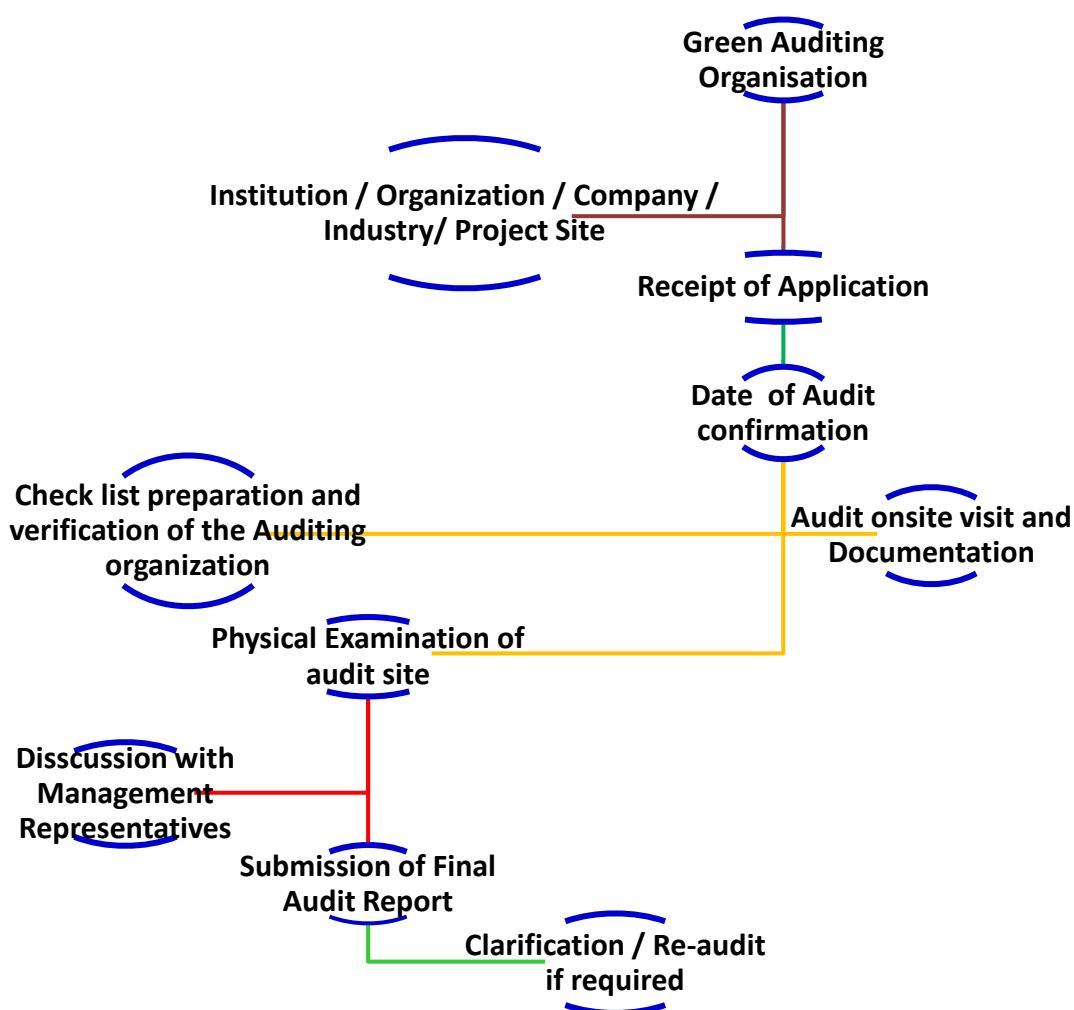 Green Auditing
Organisation
Institution / Organization / Company /
Industry/ Project Site
Receipt of Application
Date of Audit
confirmation
Check list preparation and
verification of the Auditing
organization
Audit onsite visit and
Documentation
Physical Examination of
audit site
Disscussion with
Management
Representatives
Submission of Final
Audit Report
Clarification / Re-audit
if required